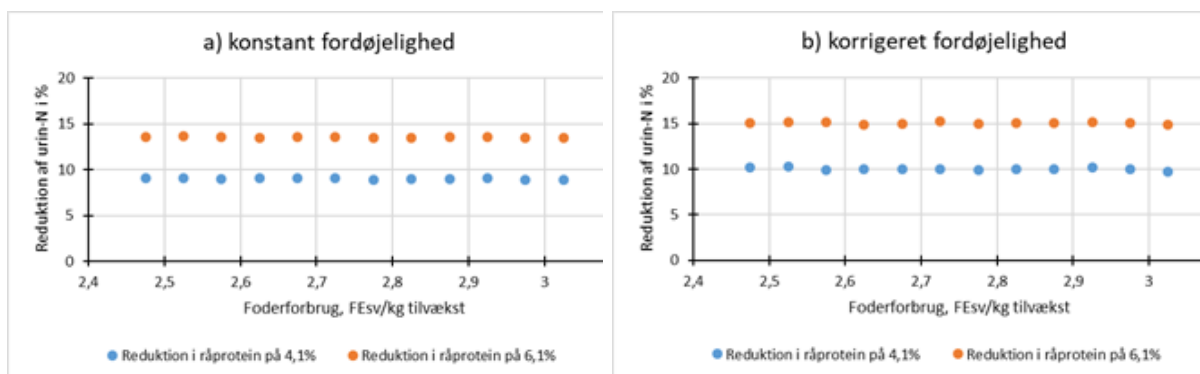 a) konstant fordøjelighed
Reduktion af urin-N i %
20
15
10
5
0
2,4 2,5 2,6 2,7 2,8 2,9 3
Foderforbrug, FEsv/kg tilvækst
Reduktion i råprotein på 4,1% Reduktion i råprotein på 6,1%
b) korrigeret fordøjelighed
Reduktion af urin-N i %
20
15
10
5
0
2,4 2,5 2,6 2,7 2,8 2,9 3
Foderforbrug, FEsv/kg tilvækst
Reduktion i råprotein på 4,1% Reduktion i råprotein på 6,1%